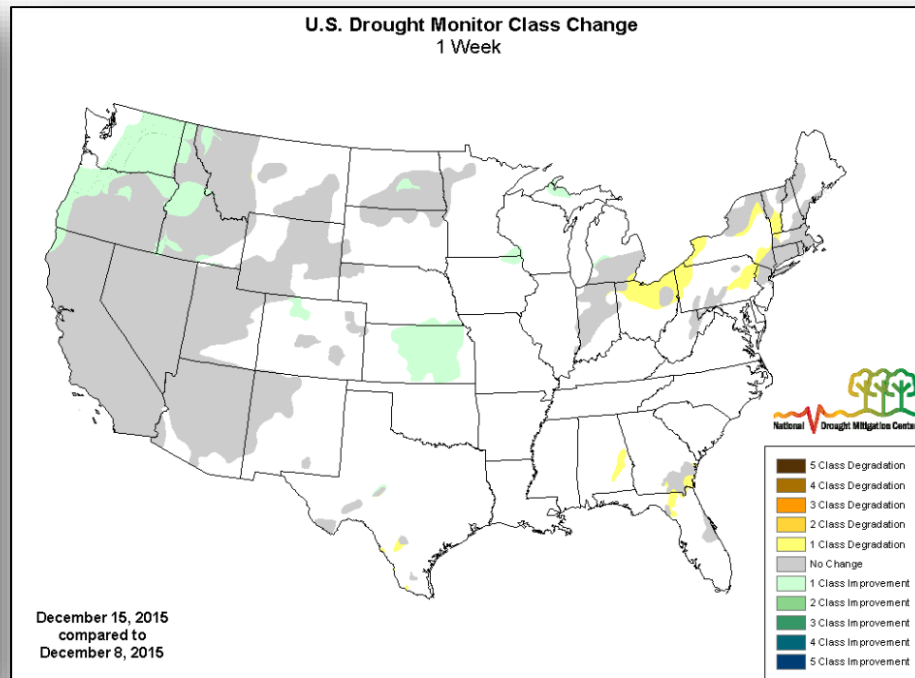 U.S. Drought Monitor Class Change
1 Week
National Drought Mitigation Center
5 Class Degradation
4 Class Degradation
3 Class Degradation
2 Class Degradation
1 Class Degradation
No Change
1 Class Improvement
2 Class Improvement
3 Class Improvement
4 Class Improvement
5 Class Improvement
December 15, 2015
compared to
December 8, 2015